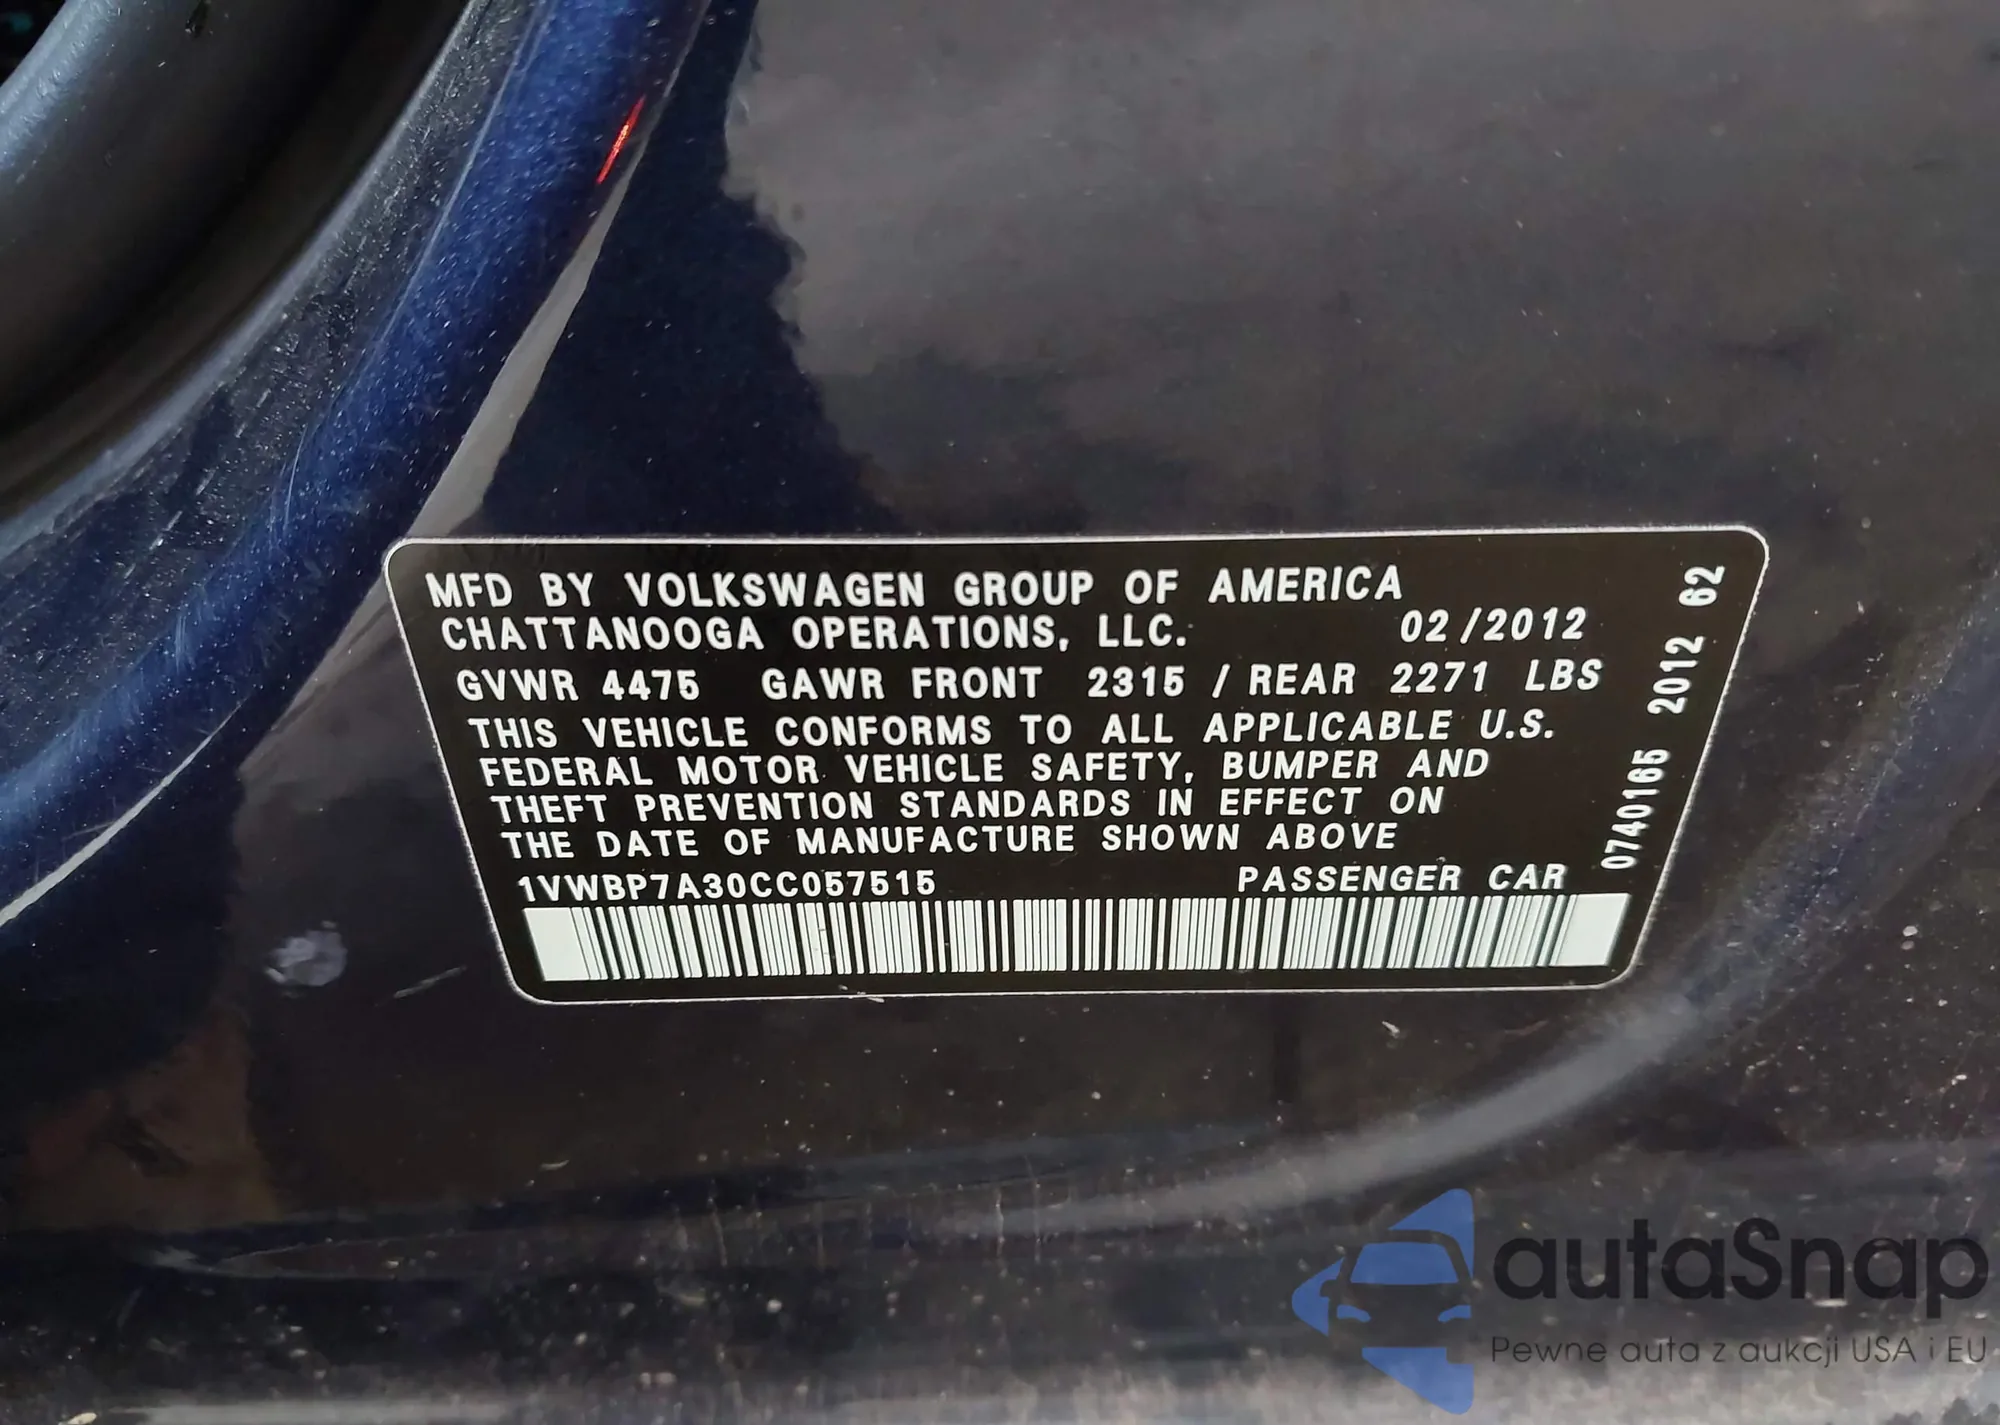 MFD BY VOLKSWAGEN GROUP OF AMERICA
CHATTANOOGA OPERATIONS, LLC. 02/2012
GVWR 4475 GAWR FRONT 2315 / REAR 2271 LBS
THIS VEHICLE CONFORMS TO ALL APPLICABLE U.S.
FEDERAL MOTOR VEHICLE SAFETY, BUMPER AND
THEFT PREVENTION STANDARDS IN EFFECT ON
THE DATE OF MANUFACTURE SHOWN ABOVE
1VWBP7A30CC057515 PASSENGER CAR
0740165 2012 62
autaSnap
Pewne auta z aukcji USA i EU